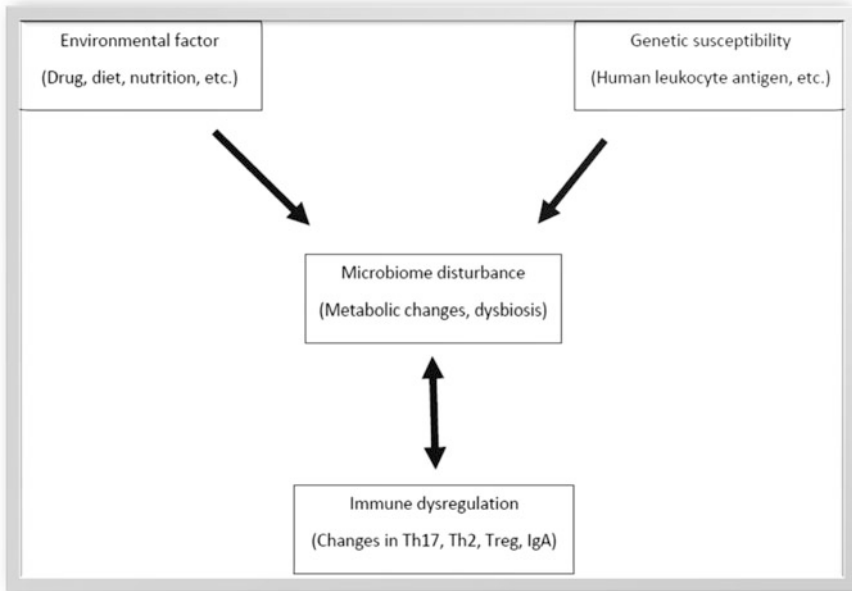 Environmental factor
(Drug, diet, nutrition, etc.)
Genetic susceptibility
(Human leukocyte antigen, etc.)
Microbiome disturbance
(Metabolic changes, dysbiosis)
Immune dysregulation
(Changes in Th17, Th2, Treg, IgA)